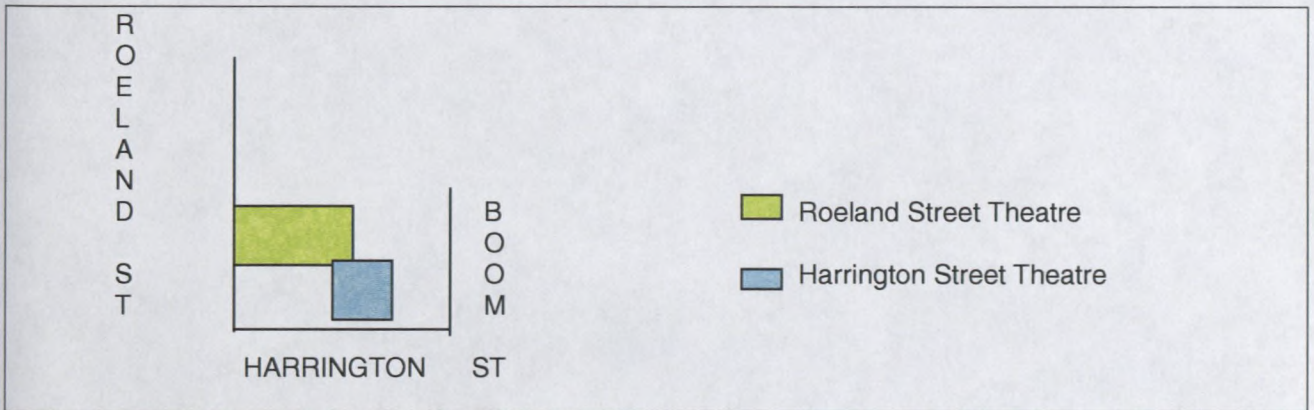 ROELAND ST
BOOM
HARRINGTON ST
Roeland Street Theatre
Harrington Street Theatre